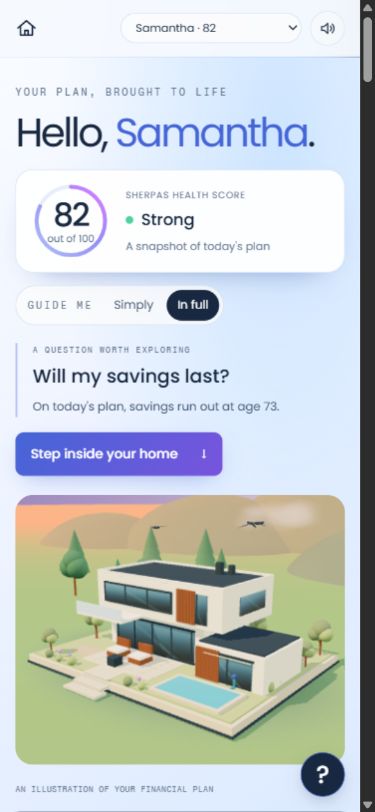 Samantha · 82
YOUR PLAN, BROUGHT TO LIFE
Hello, Samantha.
82
out of 100
SHERPAS HEALTH SCORE
Strong
A snapshot of today's plan
GUIDE ME
Simply
In full
A QUESTION WORTH EXPLORING
Will my savings last?
On today's plan, savings run out at age 73.
Step inside your home ↓
?
AN ILLUSTRATION OF YOUR FINANCIAL PLAN